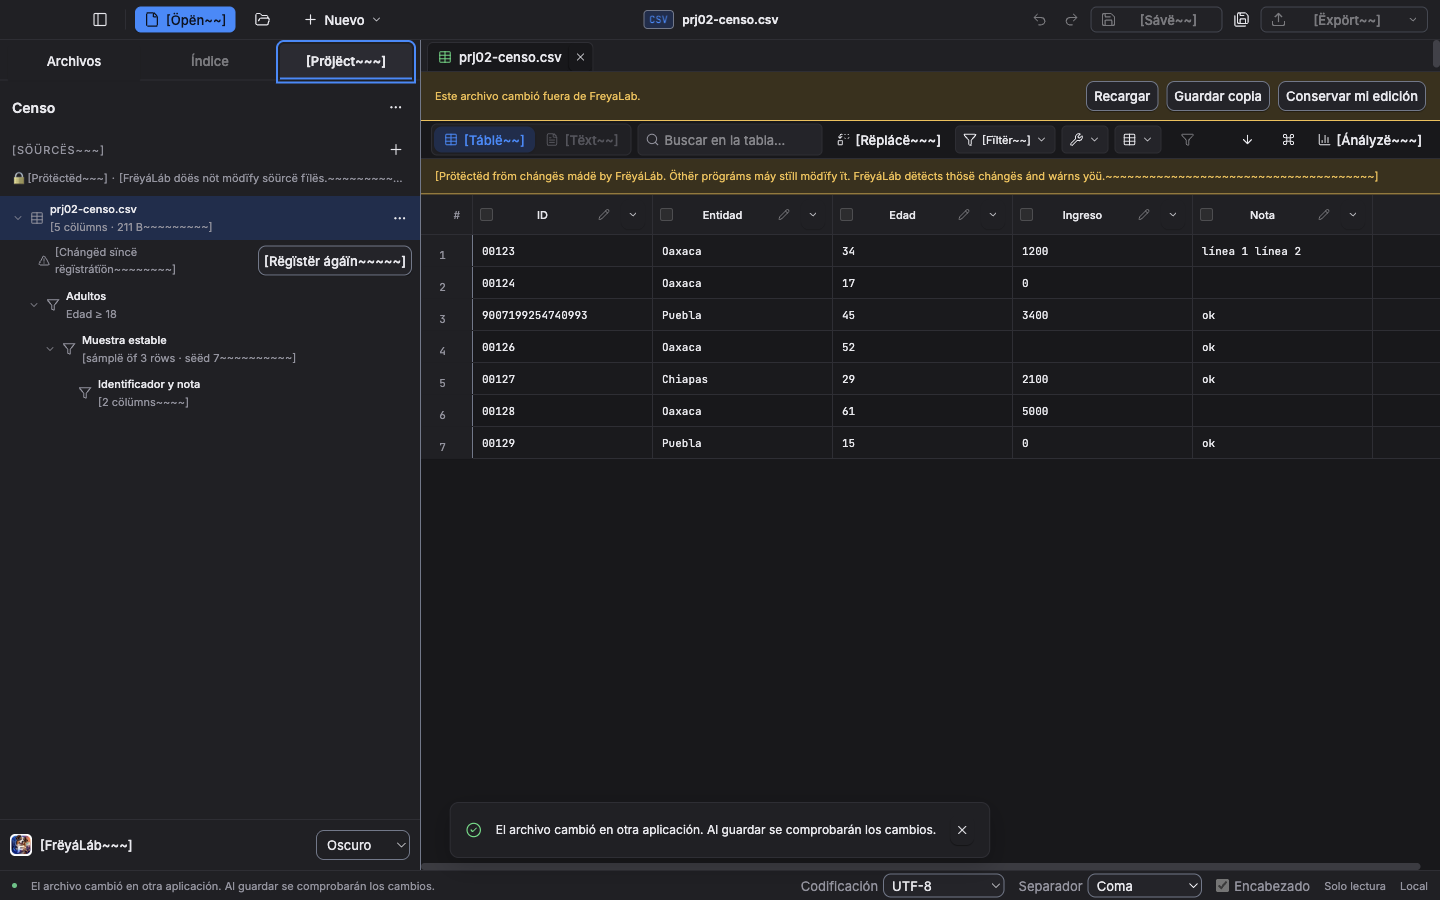 [Öpën~~]
Nuevo
CSV prj02-censo.csv
[Sávë~~]
[Ëxpört~~]
Archivos
Índice
[Pröjëct~~~]
prj02-censo.csv
Censo
Este archivo cambió fuera de FreyaLab.
Recargar
Guardar copia
Conservar mi edición
[SÖÜRCËS~~~]
[Táblë~~]
[Tëxt~~]
Buscar en la tabla...
[Rëplácë~~~]
[Fïltër~~]
[Ánályzë~~~]
[Prötëctëd~~~] · [FrëyáLáb döës nöt mödïfy söürcë fïlës.~~~~~~~~~...
[Prötëctëd fröm chángës mádë by FrëyáLáb. Öthër prögráms máy stïll mödïfy ït. FrëyáLáb dëtëcts thösë chángës ánd wárns yöü.~~~~~~~~~~~~~~~~~~~~~~~~~~~~~~~~~~~~~]
prj02-censo.csv
[5 cölümns · 211 B~~~~~~~~~]
[Chángëd sïncë
rëgïstrátïön~~~~~~~~]
[Rëgïstër ágáïn~~~~~]
Adultos
Edad ≥ 18
Muestra estable
[sámplë öf 3 röws · sëëd 7~~~~~~~~~~]
Identificador y nota
[2 cölümns~~~~]
# ID Entidad Edad Ingreso Nota
1 00123 Oaxaca 34 1200 línea 1 línea 2
2 00124 Oaxaca 17 0
3 9007199254740993 Puebla 45 3400 ok
4 00126 Oaxaca 52 ok
5 00127 Chiapas 29 2100 ok
6 00128 Oaxaca 61 5000
7 00129 Puebla 15 0 ok
El archivo cambió en otra aplicación. Al guardar se comprobarán los cambios.
[FrëyáLáb~~~]
Oscuro
El archivo cambió en otra aplicación. Al guardar se comprobarán los cambios.
Codificación UTF-8
Separador Coma
Encabezado
Solo lectura
Local